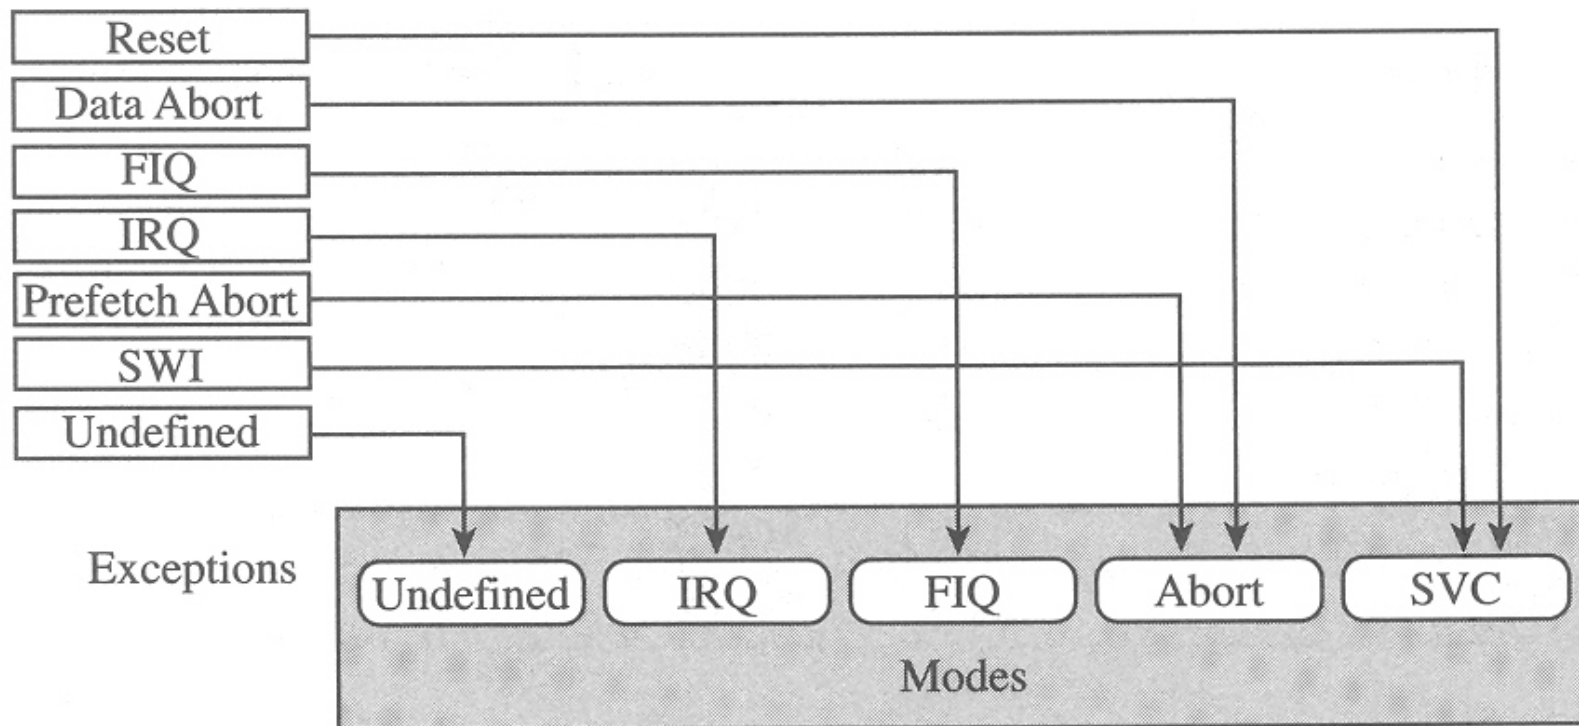 Reset
Data Abort
FIQ
IRQ
Prefetch Abort
SWI
Undefined
Exceptions
Undefined
IRQ
FIQ
Abort
SVC
Modes